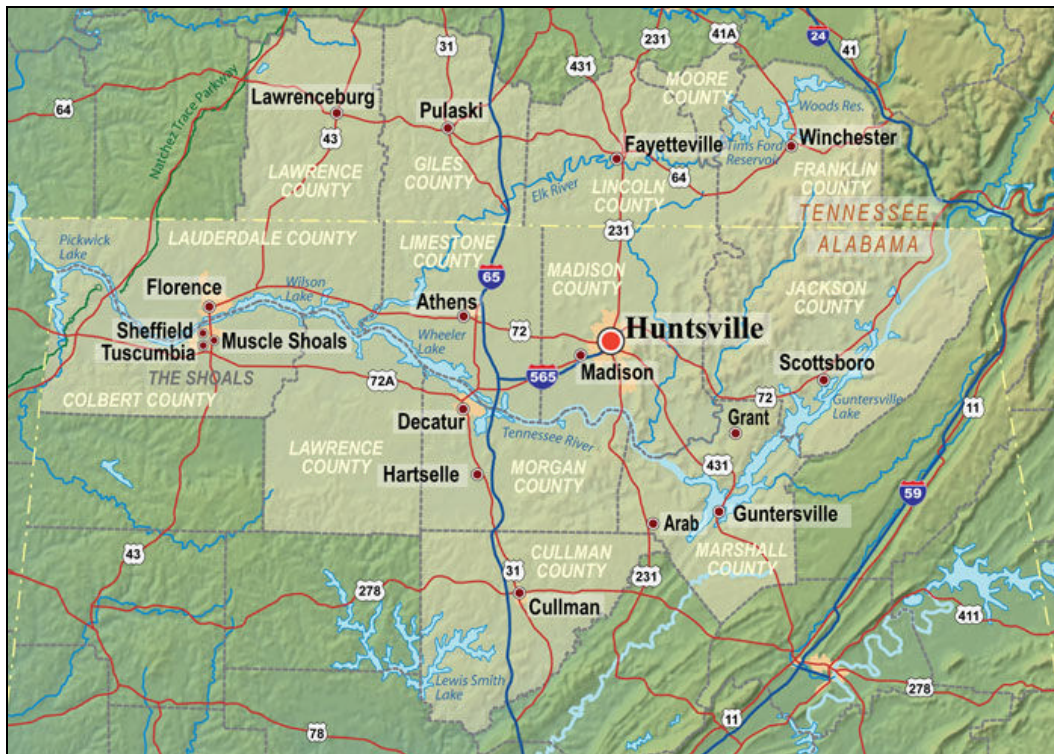 31
231
41A
24
41
431
MOORE
COUNTY
Natchez Trace Parkway
64
Lawrenceburg
43
Pulaski
Woods Res.
Winchester
Fayetteville
Tims Ford
Reservoir
LAWRENCE
COUNTY
GILES
COUNTY
Elk River
LINCOLN
COUNTY
64
FRANKLIN
COUNTY
TENNESSEE
ALABAMA
231
Pickwick
Lake
LAUDERDALE COUNTY
LIMESTONE
COUNTY
65
MADISON
COUNTY
JACKSON
COUNTY
Florence
Wilson
Lake
Athens
72
Huntsville
Sheffield
Tuscumbia
Muscle Shoals
Wheeler
Lake
Madison
565
Scottsboro
THE SHOALS
COLBERT COUNTY
72A
72
Guntersville
Lake
11
Decatur
Tennessee River
Grant
LAWRENCE
COUNTY
Hartselle
MORGAN
COUNTY
431
59
Guntersville
Arab
MARSHALL
COUNTY
43
CULLMAN
COUNTY
31
231
278
Cullman
411
Lewis Smith
Lake
278
11
78